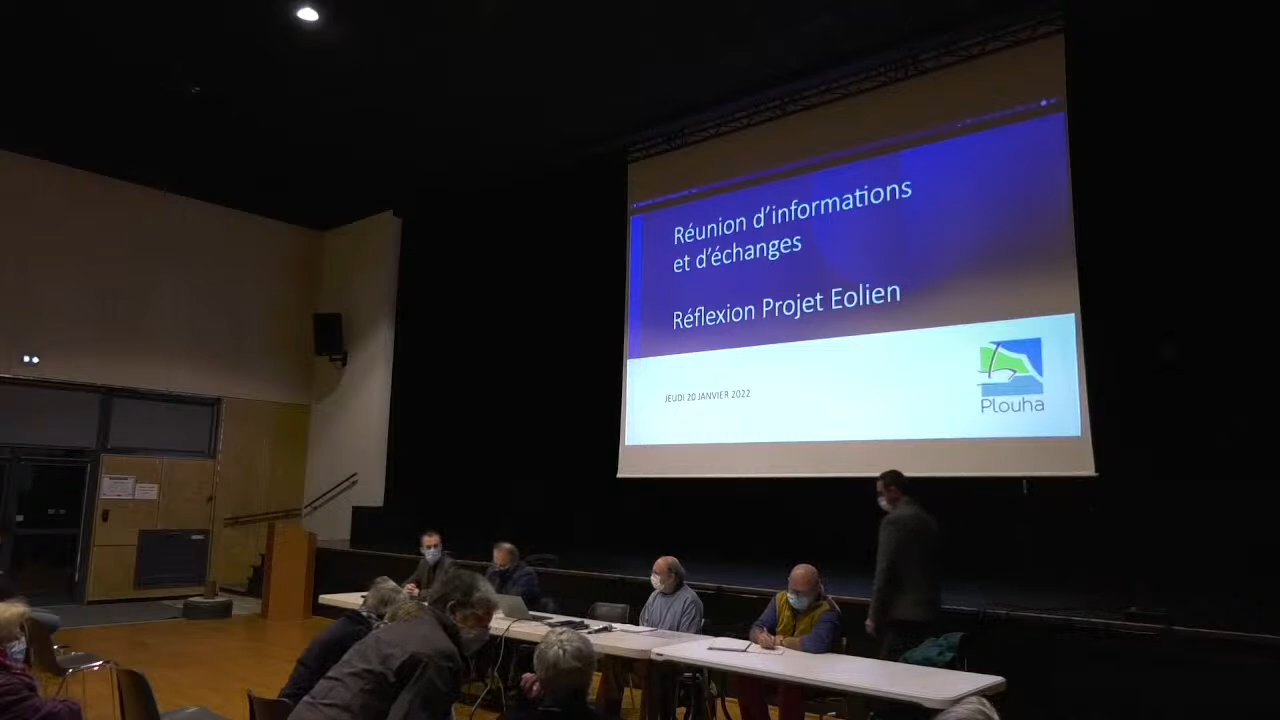 Réunion d'informations
et d'échanges
Réflexion Projet Eolien
JEUDI 20 JANVIER 2022
Plouha